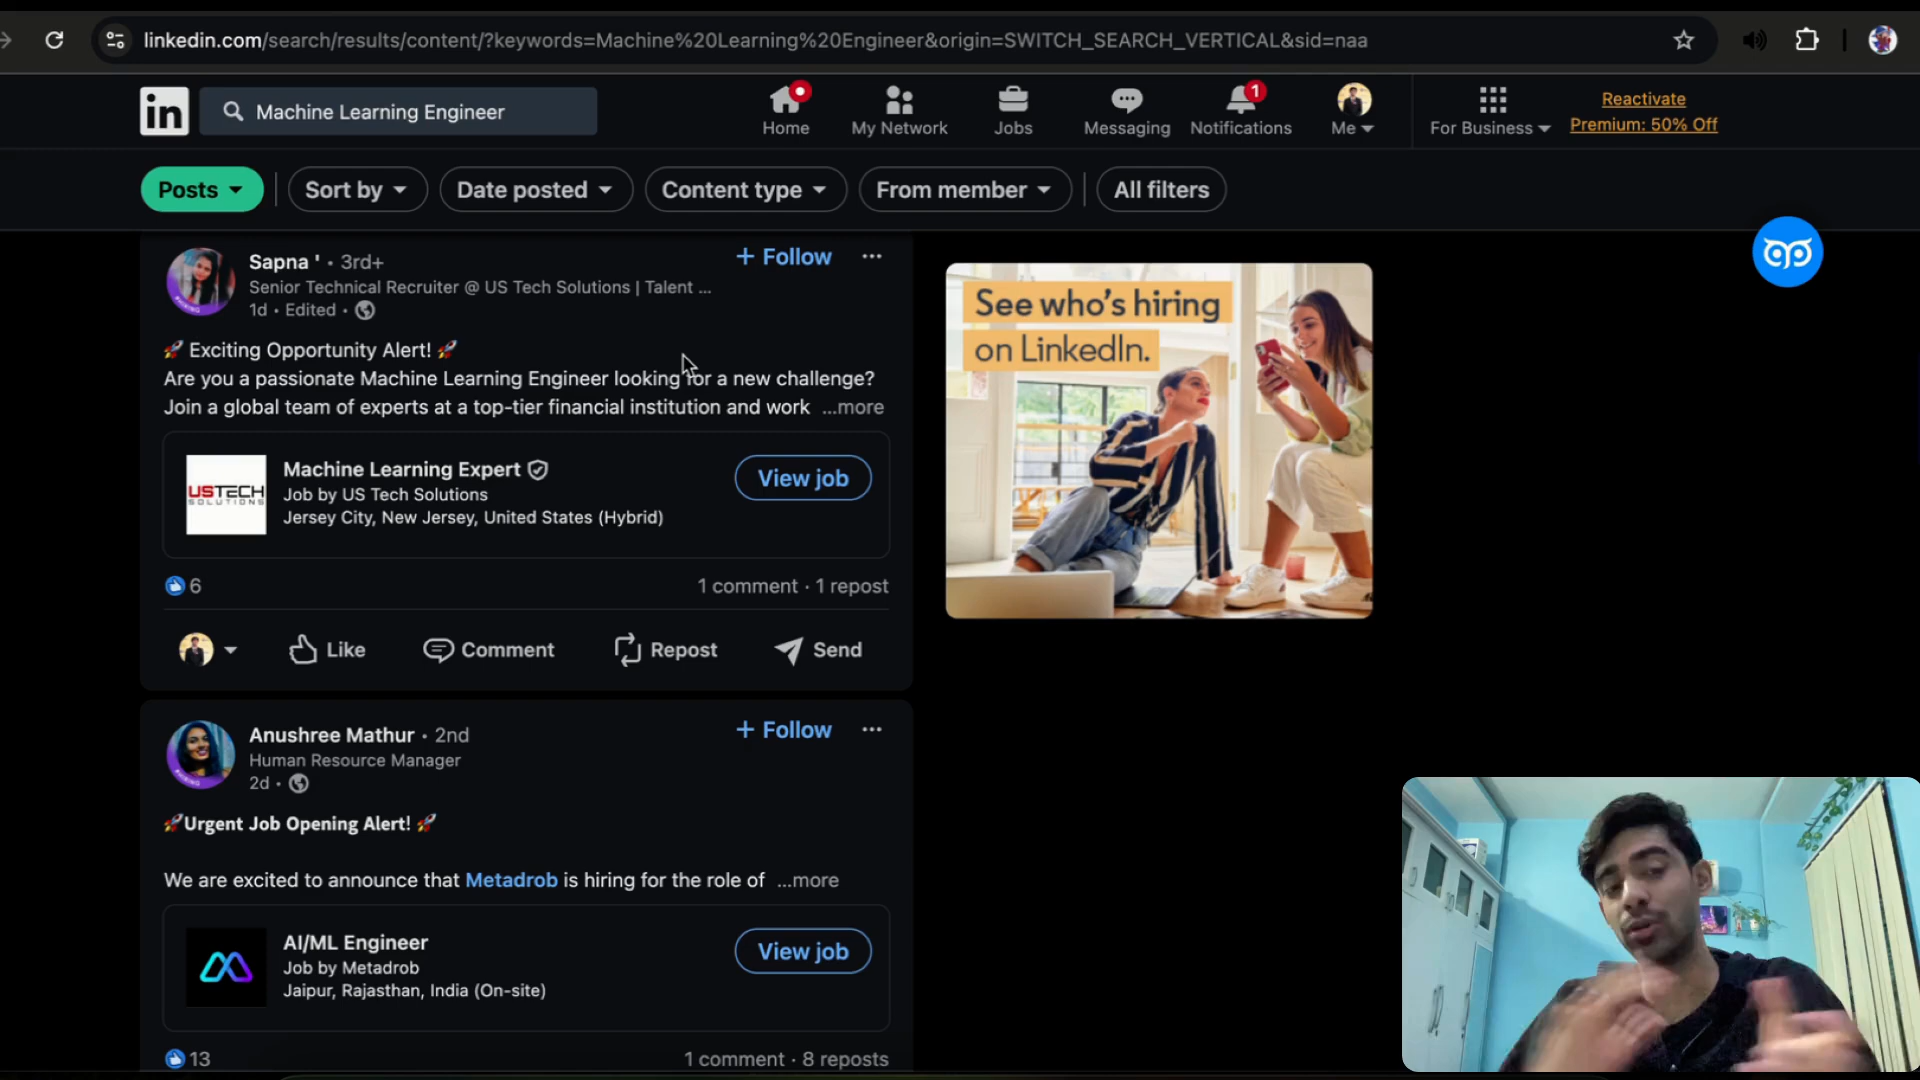 linkedin.com/search/results/content/?keywords=Machine%20Learning%20Engineer&origin=SWITCH_SEARCH_VERTICAL&sid=naa
in
Machine Learning Engineer
Home
My Network
Jobs
Messaging
1
Notifications
Me
For Business
Reactivate
Premium: 50% Off
Posts
Sort by
Date posted
Content type
From member
All filters
Sapna ' • 3rd+
+ Follow
Senior Technical Recruiter @ US Tech Solutions | Talent ...
1d • Edited •
🚀 Exciting Opportunity Alert! 🚀
Are you a passionate Machine Learning Engineer looking for a new challenge?
Join a global team of experts at a top-tier financial institution and work ...more
USTECH
SOLUTIONS
Machine Learning Expert
Job by US Tech Solutions
Jersey City, New Jersey, United States (Hybrid)
View job
6
1 comment · 1 repost
Like
Comment
Repost
Send
See who's hiring
on LinkedIn.
Anushree Mathur • 2nd
+ Follow
Human Resource Manager
2d •
🚀Urgent Job Opening Alert! 🚀
We are excited to announce that Metadrob is hiring for the role of ...more
AI/ML Engineer
Job by Metadrob
Jaipur, Rajasthan, India (On-site)
View job
13
1 comment · 8 reposts